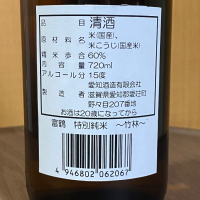 品目 清酒
原材料名 米(国産)、
米こうじ(国産米)
精米歩合 60%
内容量 720ml
アルコール分 15度
製造者 愛知酒造有限会社
滋賀県愛知郡愛荘町
野々目207番地
お酒は20歳になってから
富鶴 特別純米 ～竹林～
4 946802 062067